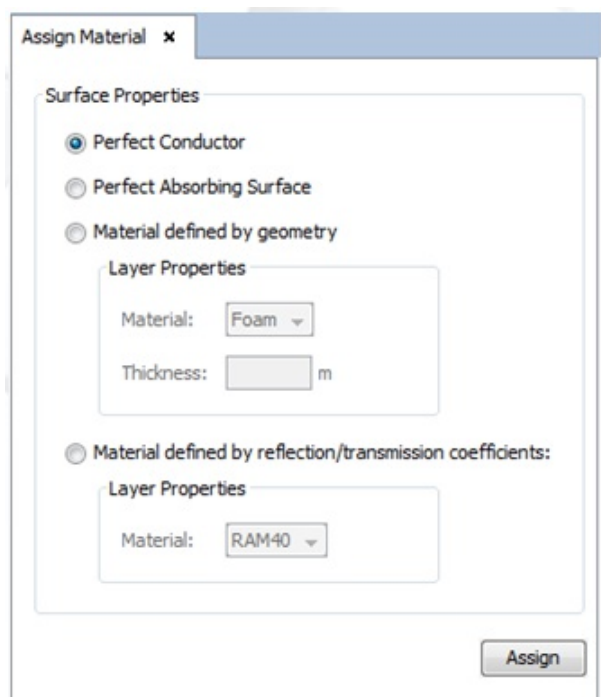 Assign Material ×
Surface Properties
Perfect Conductor
Perfect Absorbing Surface
Material defined by geometry
Layer Properties
Material: Foam
Thickness: m
Material defined by reflection/transmission coefficients:
Layer Properties
Material: RAM40
Assign